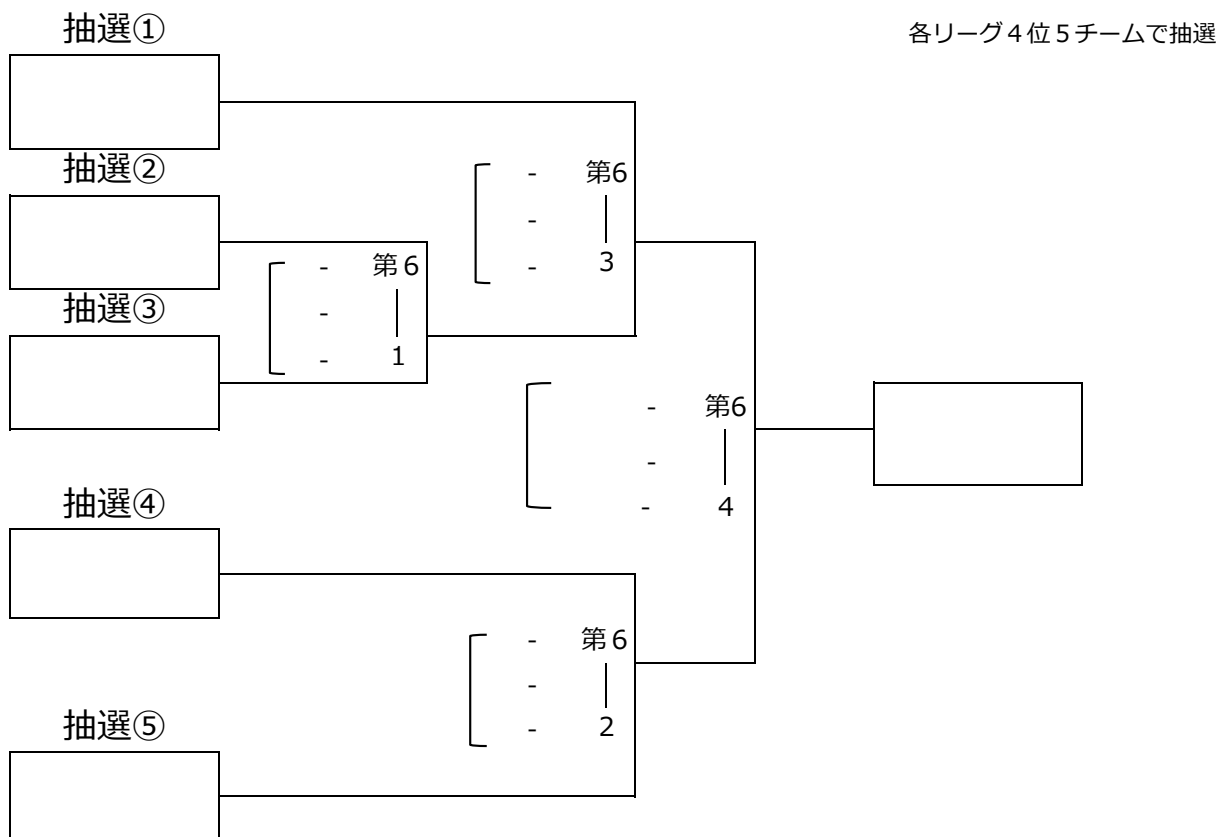 抽選①
各リーグ４位５チームで抽選
抽選②
- 第6
-
- 3
- 第６
抽選③
-
- 1
- 第6
-
- 4
抽選④
- 第６
-
- 2
抽選⑤